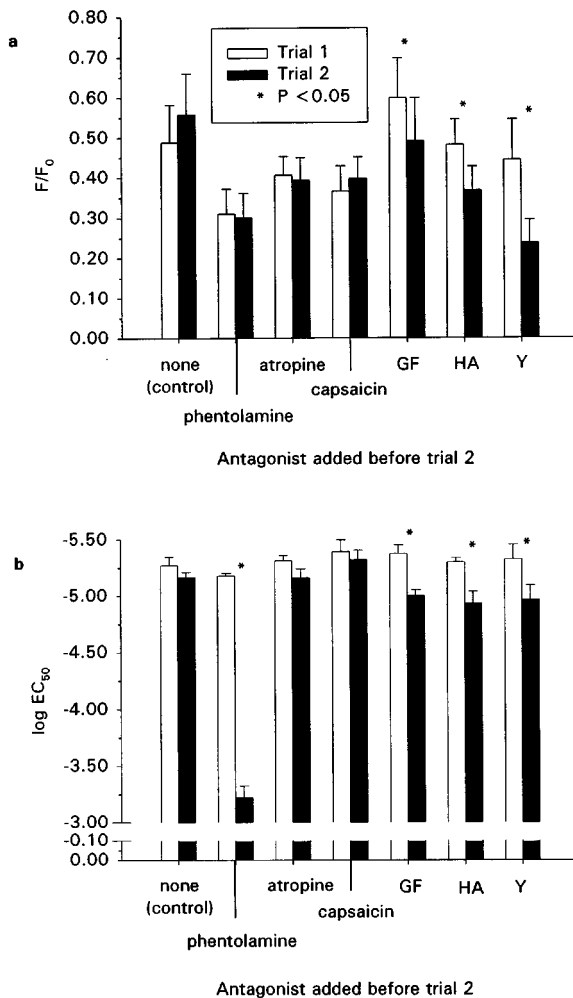 a
Trial 1
Trial 2
* P <0.05
0.80
0.70
0.60
0.50
0.40
0.30
0.20
0.10
0.00
F/F0
* * *
none atropine GF HA Y
(control) capsaicin
phentolamine
Antagonist added before trial 2
b
-5.50
-5.00
-4.50
-4.00
-3.50
-3.00
-0.10
0.00
log EC50
* * * *
none atropine GF HA Y
(control) capsaicin
phentolamine
Antagonist added before trial 2